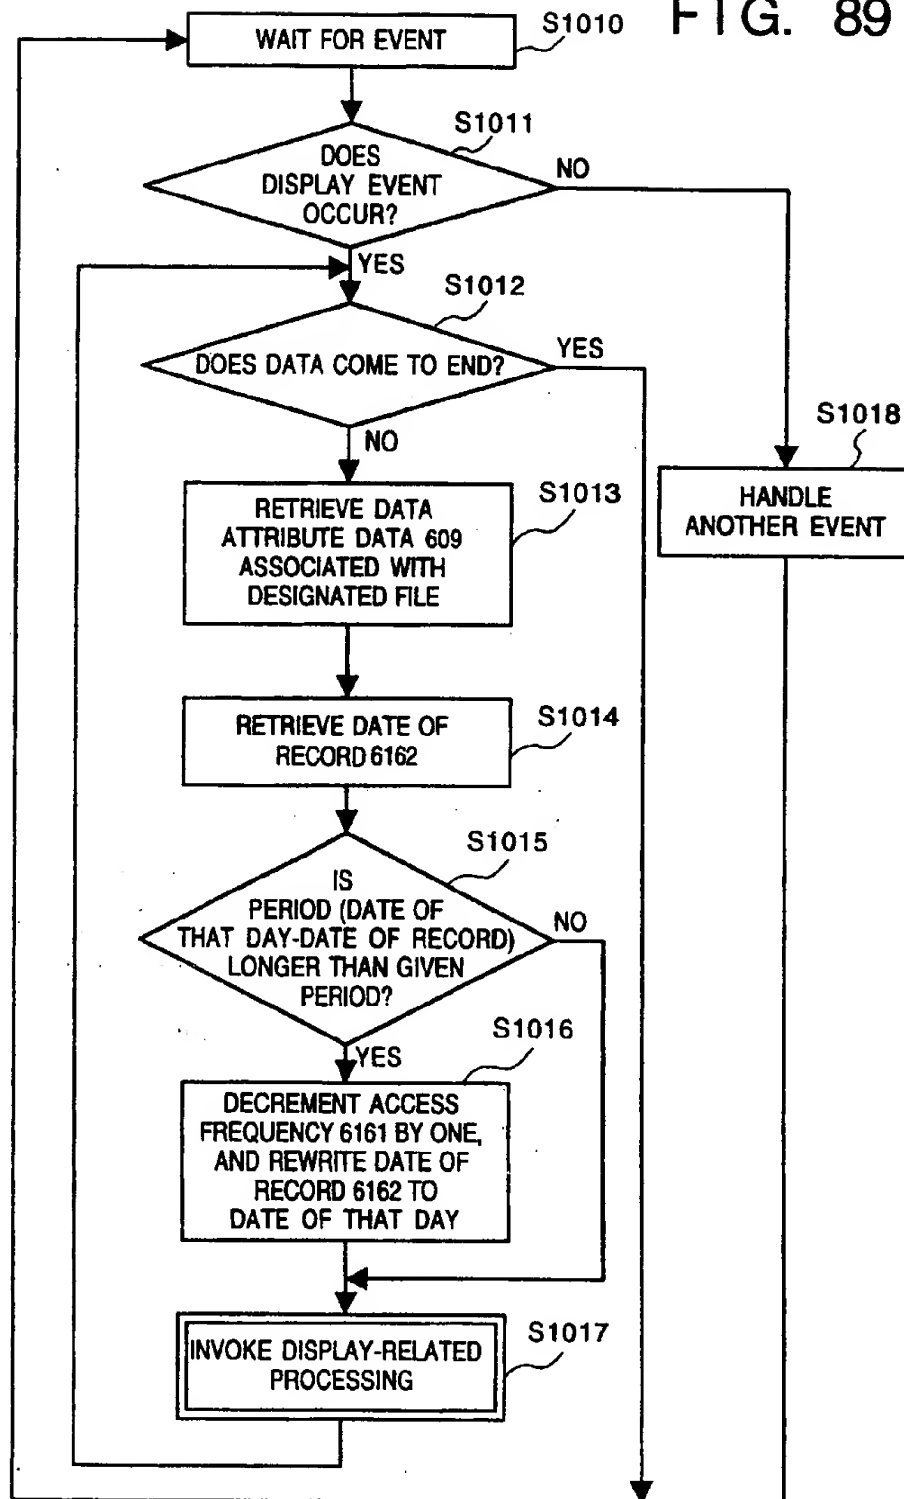 FIG. 89
WAIT FOR EVENT
S1010
S1011
DOES
DISPLAY EVENT
OCCUR?
NO
YES
S1012
DOES DATA COME TO END?
YES
NO
S1018
HANDLE
ANOTHER EVENT
S1013
RETRIEVE DATA
ATTRIBUTE DATA 609
ASSOCIATED WITH
DESIGNATED FILE
S1014
RETRIEVE DATE OF
RECORD 6162
S1015
IS
PERIOD (DATE OF
THAT DAY-DATE OF RECORD)
LONGER THAN GIVEN
PERIOD?
NO
YES
S1016
DECREMENT ACCESS
FREQUENCY 6161 BY ONE,
AND REWRITE DATE OF
RECORD 6162 TO
DATE OF THAT DAY
S1017
INVOKE DISPLAY-RELATED
PROCESSING